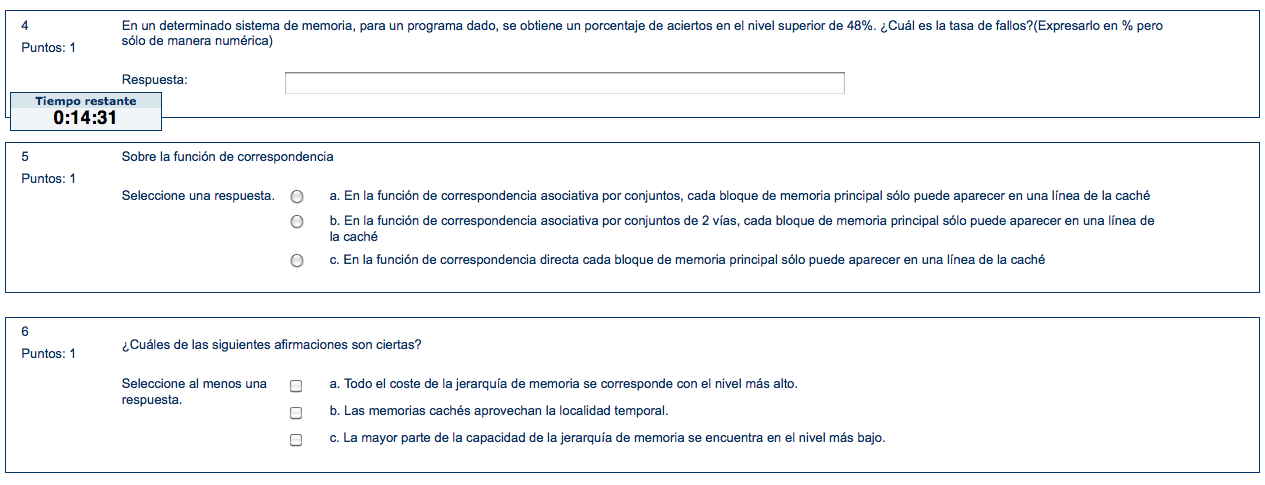 4
Puntos: 1
En un determinado sistema de memoria, para un programa dado, se obtiene un porcentaje de aciertos en el nivel superior de 48%. ¿Cuál es la tasa de fallos?(Expresarlo en % pero
sólo de manera numérica)
Respuesta:
Tiempo restante
0:14:31
5
Puntos: 1
Sobre la función de correspondencia
Seleccione una respuesta.
a. En la función de correspondencia asociativa por conjuntos, cada bloque de memoria principal sólo puede aparecer en una línea de la caché
b. En la función de correspondencia asociativa por conjuntos de 2 vías, cada bloque de memoria principal sólo puede aparecer en una línea de
la caché
c. En la función de correspondencia directa cada bloque de memoria principal sólo puede aparecer en una línea de la caché
6
Puntos: 1
¿Cuáles de las siguientes afirmaciones son ciertas?
Seleccione al menos una
respuesta.
a. Todo el coste de la jerarquía de memoria se corresponde con el nivel más alto.
b. Las memorias cachés aprovechan la localidad temporal.
c. La mayor parte de la capacidad de la jerarquía de memoria se encuentra en el nivel más bajo.